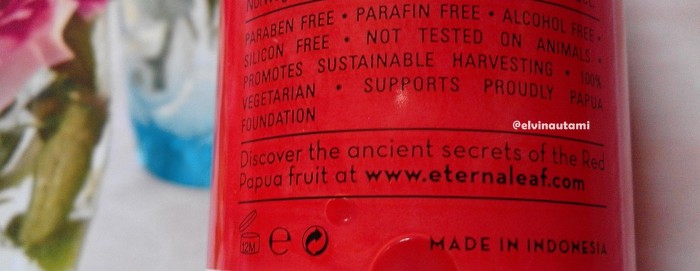 PARABEN FREE • PARAFIN FREE • ALCOHOL FREE •
SILICON FREE • NOT TESTED ON ANIMALS •
PROMOTES SUSTAINABLE HARVESTING • 100%
VEGETARIAN • SUPPORTS PROUDLY PAPUA
FOUNDATION
@elvinautami
Discover the ancient secrets of the Red
Papua fruit at www.eternaleaf.com
12M e MADE IN INDONESIA